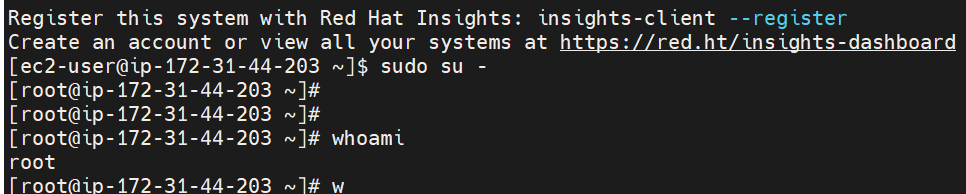 Register this system with Red Hat Insights: insights-client --register
Create an account or view all your systems at https://red.ht/insights-dashboard
[ec2-user@ip-172-31-44-203 ~]$ sudo su -
[root@ip-172-31-44-203 ~]#
[root@ip-172-31-44-203 ~]#
[root@ip-172-31-44-203 ~]# whoami
root
[root@ip-172-31-44-203 ~]# w